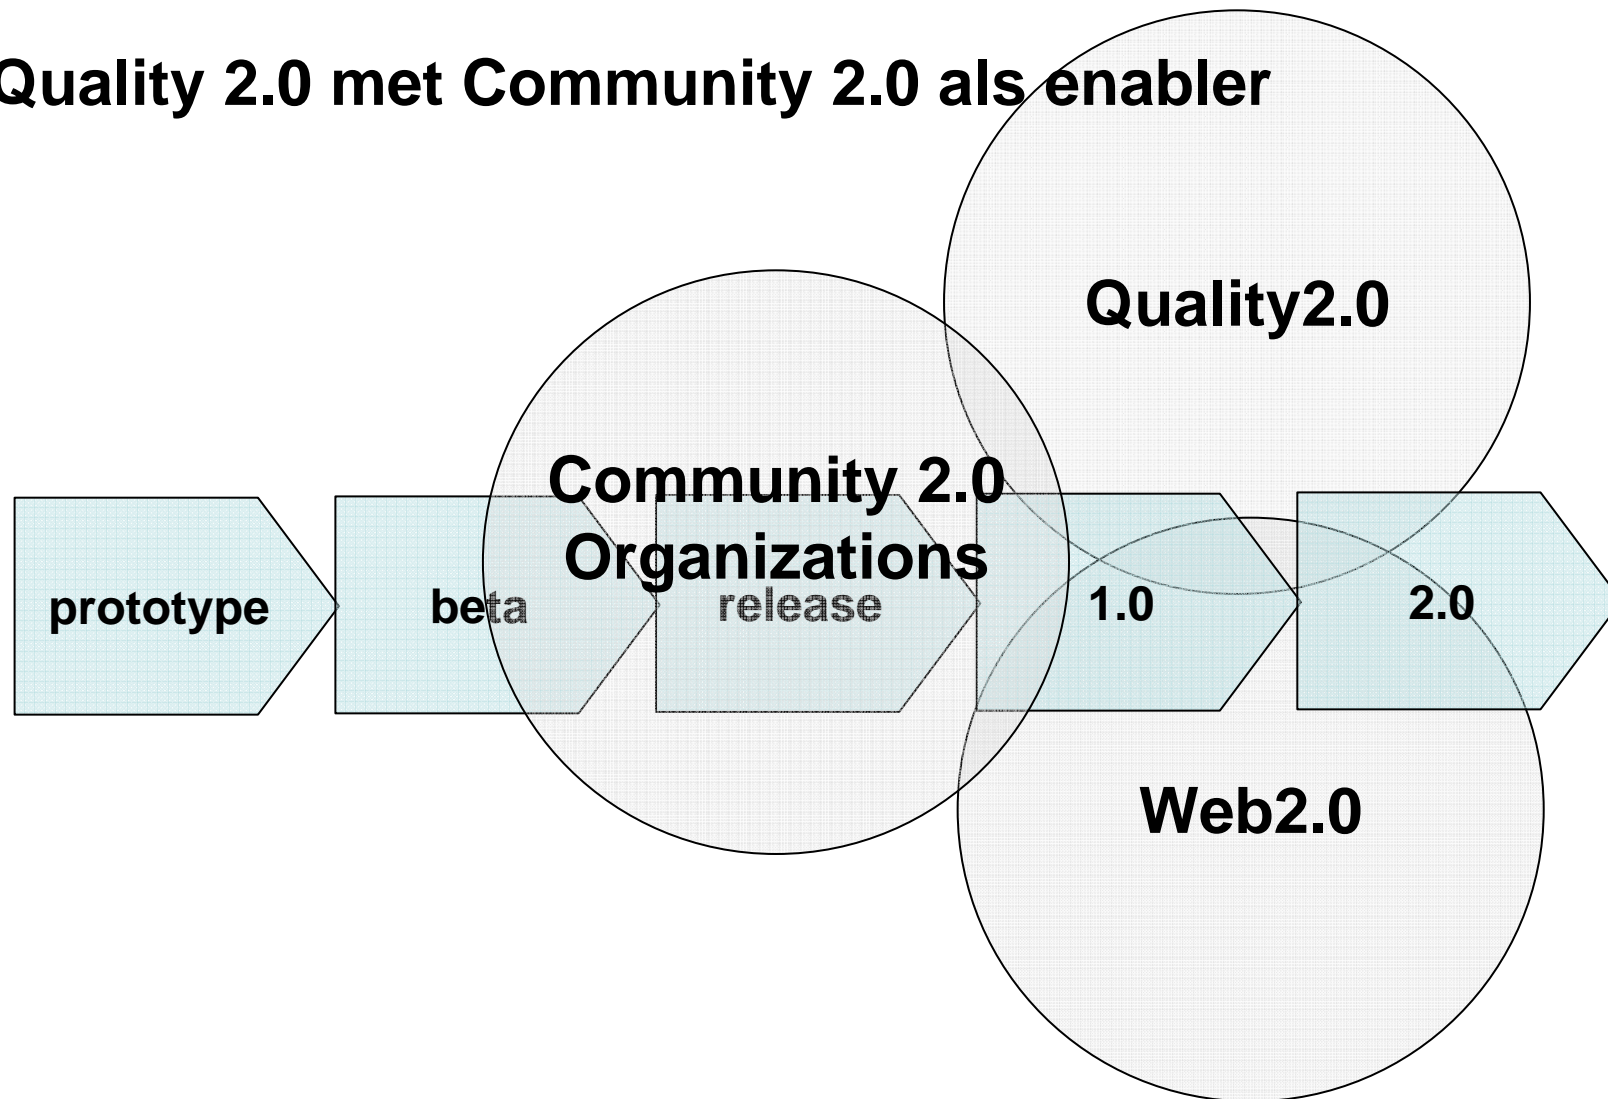 Quality 2.0 met Community 2.0 als enabler
Quality2.0
Community 2.0
Organizations
prototype
beta
release
1.0
2.0
Web2.0